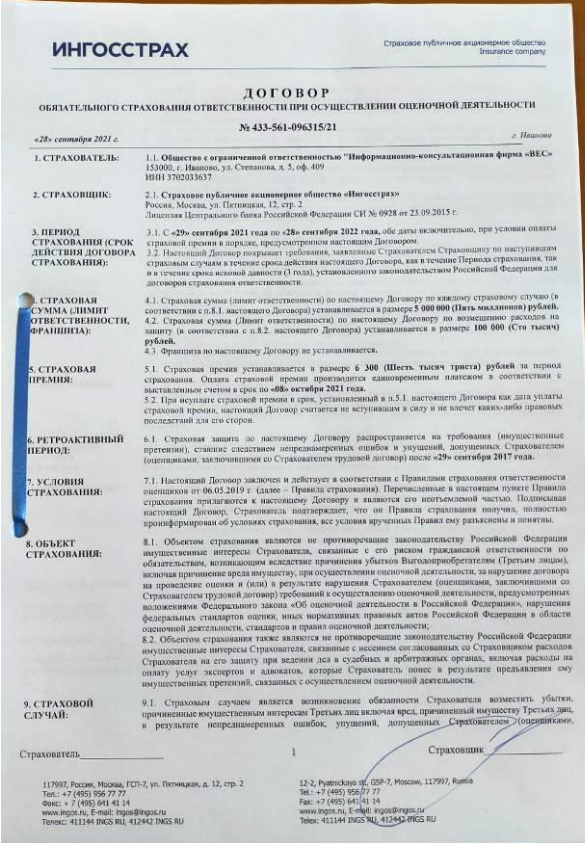 ИНГОССТРАХ
Страховое публичное акционерное общество
Insurance company
ДОГОВОР
ОБЯЗАТЕЛЬНОГО СТРАХОВАНИЯ ОТВЕТСТВЕННОСТИ ПРИ ОСУЩЕСТВЛЕНИИ ОЦЕНОЧНОЙ ДЕЯТЕЛЬНОСТИ
№ 433-561-096315/21
«28» сентября 2021 г.
г. Иваново
1. СТРАХОВАТЕЛЬ:
1.1. Общество с ограниченной ответственностью "Информационно-консультационная фирма «ВЕС»
153000, г. Иваново, ул. Степанова, д. 5, оф. 409
ИНН 3702033637
2. СТРАХОВЩИК:
2.1. Страховое публичное акционерное общество «Ингосстрах»
Россия, Москва, ул. Пятницкая, 12, стр. 2
Лицензия Центрального банка Российской Федерации СИ № 0928 от 23.09.2015 г.
3. ПЕРИОД
СТРАХОВАНИЯ (СРОК
ДЕЙСТВИЯ ДОГОВОРА
СТРАХОВАНИЯ):
3.1. С «29» сентября 2021 года по «28» сентября 2022 года, обе даты включительно, при условии оплаты
страховой премии в порядке, предусмотренном настоящим Договором.
3.2. Настоящий Договор покрывает требования, заявленные Страхователем Страховщику по наступившим
страховым случаям в течение срока действия настоящего Договора, как в течение Периода страхования, так
и в течение срока исковой давности (3 года), установленного законодательством Российской Федерации для
договоров страхования ответственности.
4. СТРАХОВАЯ
СУММА (ЛИМИТ
ОТВЕТСТВЕННОСТИ,
ФРАНШИЗА):
4.1. Страховая сумма (лимит ответственности) по настоящему Договору по каждому страховому случаю (в
соответствии с п.8.1. настоящего Договора) устанавливается в размере 5 000 000 (Пять миллионов) рублей.
4.2. Страховая сумма (Лимит ответственности) по настоящему Договору по возмещению расходов на
защиту (в соответствии с п.8.2. настоящего Договора) устанавливается в размере 100 000 (Сто тысяч)
рублей.
4.3. Франшиза по настоящему Договору не устанавливается.
5. СТРАХОВАЯ
ПРЕМИЯ:
5.1. Страховая премия устанавливается в размере 6 300 (Шесть тысяч триста) рублей за период
страхования. Оплата страховой премии производится единовременным платежом в соответствии с
выставленным счетом в срок по «08» октября 2021 года.
5.2. При неуплате страховой премии в срок, установленный в п.5.1. настоящего Договора как дата уплаты
страховой премии, настоящий Договор считается не вступившим в силу и не влечет каких-либо правовых
последствий для его сторон.
6. РЕТРОАКТИВНЫЙ
ПЕРИОД:
6.1. Страховая защита по настоящему Договору распространяется на требования (имущественные
претензии), ставшие следствием непреднамеренных ошибок и упущений, допущенных Страхователем
(оценщиками, заключившими со Страхователем трудовой договор) после «29» сентября 2017 года.
7. УСЛОВИЯ
СТРАХОВАНИЯ:
7.1. Настоящий Договор заключен и действует в соответствии с Правилами страхования ответственности
оценщиков от 06.05.2019 г. (далее – Правила страхования). Перечисленные в настоящем пункте Правила
страхования прилагаются к настоящему Договору и являются его неотъемлемой частью. Подписывая
настоящий Договор, Страхователь подтверждает, что он Правила страхования получил, полностью
проинформирован об условиях страхования, все условия врученных Правил ему разъяснены и понятны.
8. ОБЪЕКТ
СТРАХОВАНИЯ:
8.1. Объектом страхования являются не противоречащие законодательству Российской Федерации
имущественные интересы Страхователя, связанные с его риском гражданской ответственности по
обязательствам, возникающим вследствие причинения убытков Выгодоприобретателям (Третьим лицам),
включая причинение вреда имуществу, при осуществлении оценочной деятельности, за нарушение договора
на проведение оценки и (или) в результате нарушения Страхователем (оценщиками, заключившими со
Страхователем трудовой договор) требований к осуществлению оценочной деятельности, предусмотренных
положениями Федерального закона «Об оценочной деятельности в Российской Федерации», нарушения
федеральных стандартов оценки, иных нормативных правовых актов Российской Федерации в области
оценочной деятельности, стандартов и правил оценочной деятельности;
8.2. Объектом страхования также являются не противоречащие законодательству Российской Федерации
имущественные интересы Страхователя, связанные с несением согласованных со Страховщиком расходов
Страхователя на его защиту при ведении дел в судебных и арбитражных органах, включая расходы на
оплату услуг экспертов и адвокатов, которые Страхователь понес в результате предъявления ему
имущественных претензий, связанных с осуществлением оценочной деятельности.
9. СТРАХОВОЙ
СЛУЧАЙ:
9.1. Страховым случаем является возникновение обязанности Страхователя возместить убытки,
причиненные имущественным интересам Третьих лиц, включая вред, причиненный имуществу Третьих лиц,
в результате непреднамеренных ошибок, упущений, допущенных Страхователем (оценщиками,
Страхователь
1
Страховщик
117997, Россия, Москва, ГСП-7, ул. Пятницкая, д. 12, стр. 2
Тел.: +7 (495) 956 77 77
Факс: + 7 (495) 641 41 14
www.ingos.ru, E-mail: ingos@ingos.ru
Телекс: 411144 INGS RU, 412442 INGS RU
12-2, Pyatnickaya st., GSP-7, Moscow, 117997, Russia
Tel.: +7 (495) 956 77 77
Fax: +7 (495) 641 41 14
www.ingos.ru, E-mail: ingos@ingos.ru
Telex: 411144 INGS RU, 412442 INGS RU